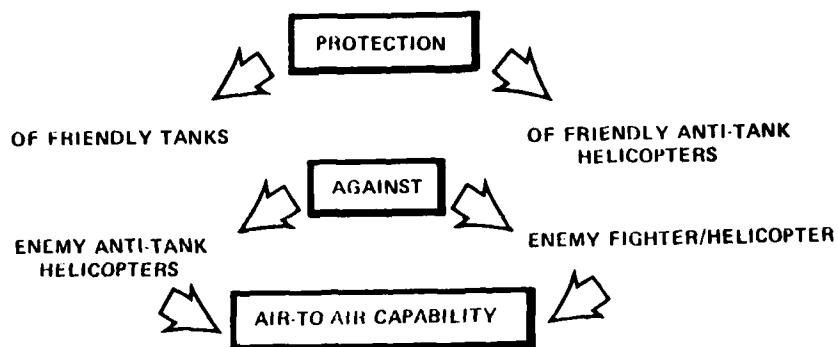 PROTECTION
OF FRIENDLY TANKS
OF FRIENDLY ANTI-TANK
HELICOPTERS
AGAINST
ENEMY ANTI-TANK
HELICOPTERS
ENEMY FIGHTER/HELICOPTER
AIR-TO AIR CAPABILITY